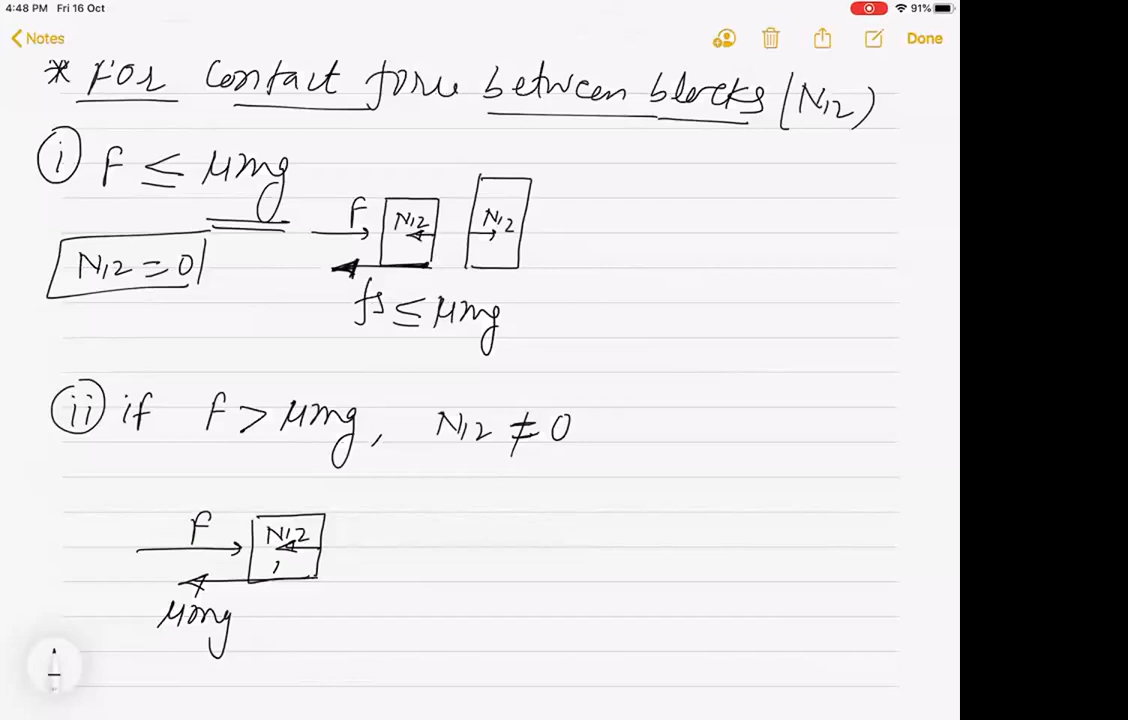 4:48 PM Fri 16 Oct 91%
Notes Done
* For contact force between blocks (N12)
(i) F ≤ μmg
F N12 N12
N12 = 0
fs ≤ μmg
(ii) if F > μmg, N12 ≠ 0
F N12
μmg